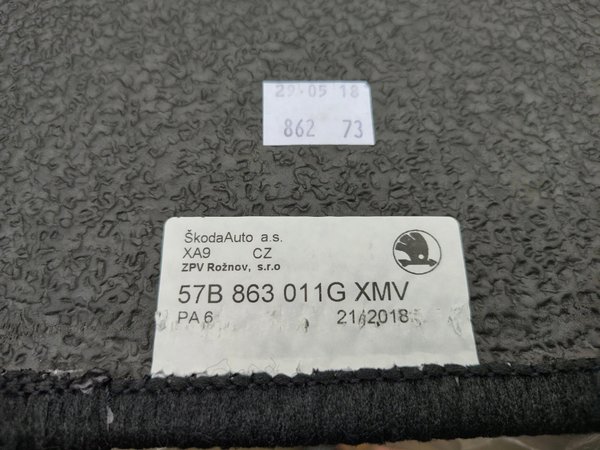 29.05 18
862 73
ŠkodaAuto a.s.
XA9 CZ
ZPV Rožnov, s.r.o
57B 863 011G XMV
PA 6 21/2018